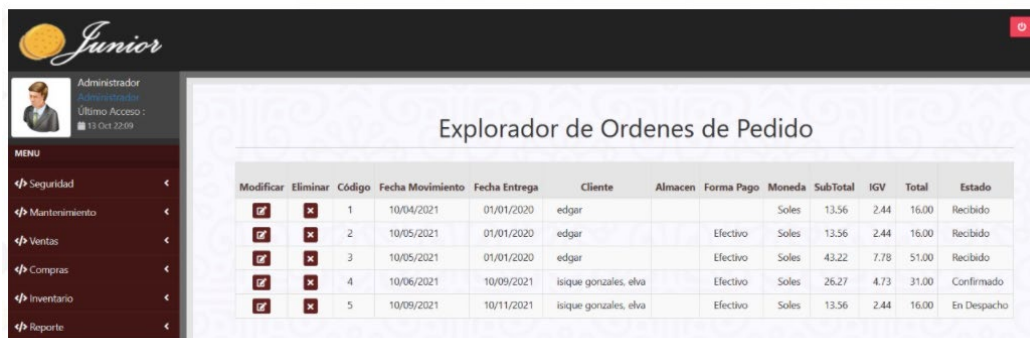 Junior
Administrador
Administrador
Último Acceso :
13 Oct 22:09
MENU
</> Seguridad
</> Mantenimiento
</> Ventas
</> Compras
</> Inventario
</> Reporte
Explorador de Ordenes de Pedido
Modificar Eliminar Código Fecha Movimiento Fecha Entrega Cliente Almacen Forma Pago Moneda SubTotal IGV Total Estado
1 10/04/2021 01/01/2020 edgar Soles 13.56 2.44 16.00 Recibido
2 10/05/2021 01/01/2020 edgar Efectivo Soles 13.56 2.44 16.00 Recibido
3 10/05/2021 01/01/2020 edgar Efectivo Soles 43.22 7.78 51.00 Recibido
4 10/06/2021 10/09/2021 isique gonzales, elva Efectivo Soles 26.27 4.73 31.00 Confirmado
5 10/09/2021 10/11/2021 isique gonzales, elva Efectivo Soles 13.56 2.44 16.00 En Despacho